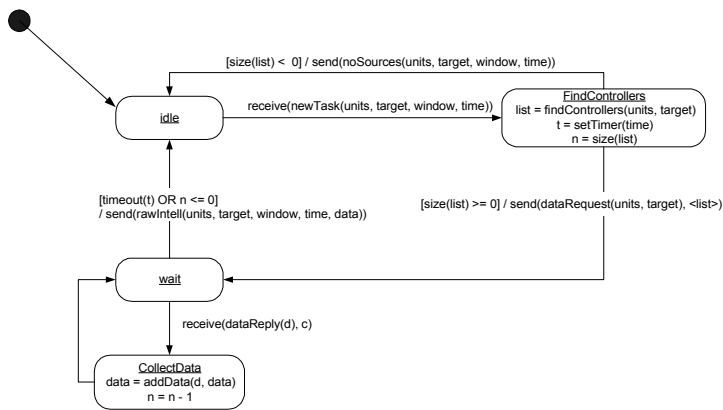 [size(list) < 0] / send(noSources(units, target, window, time))
idle
receive(newTask(units, target, window, time))
FindControllers
list = findControllers(units, target)
t = setTimer(time)
n = size(list)
[timeout(t) OR n <= 0]
/ send(rawIntell(units, target, window, time, data))
[size(list) >= 0] / send(dataRequest(units, target), <list>)
wait
receive(dataReply(d), c)
CollectData
data = addData(d, data)
n = n - 1